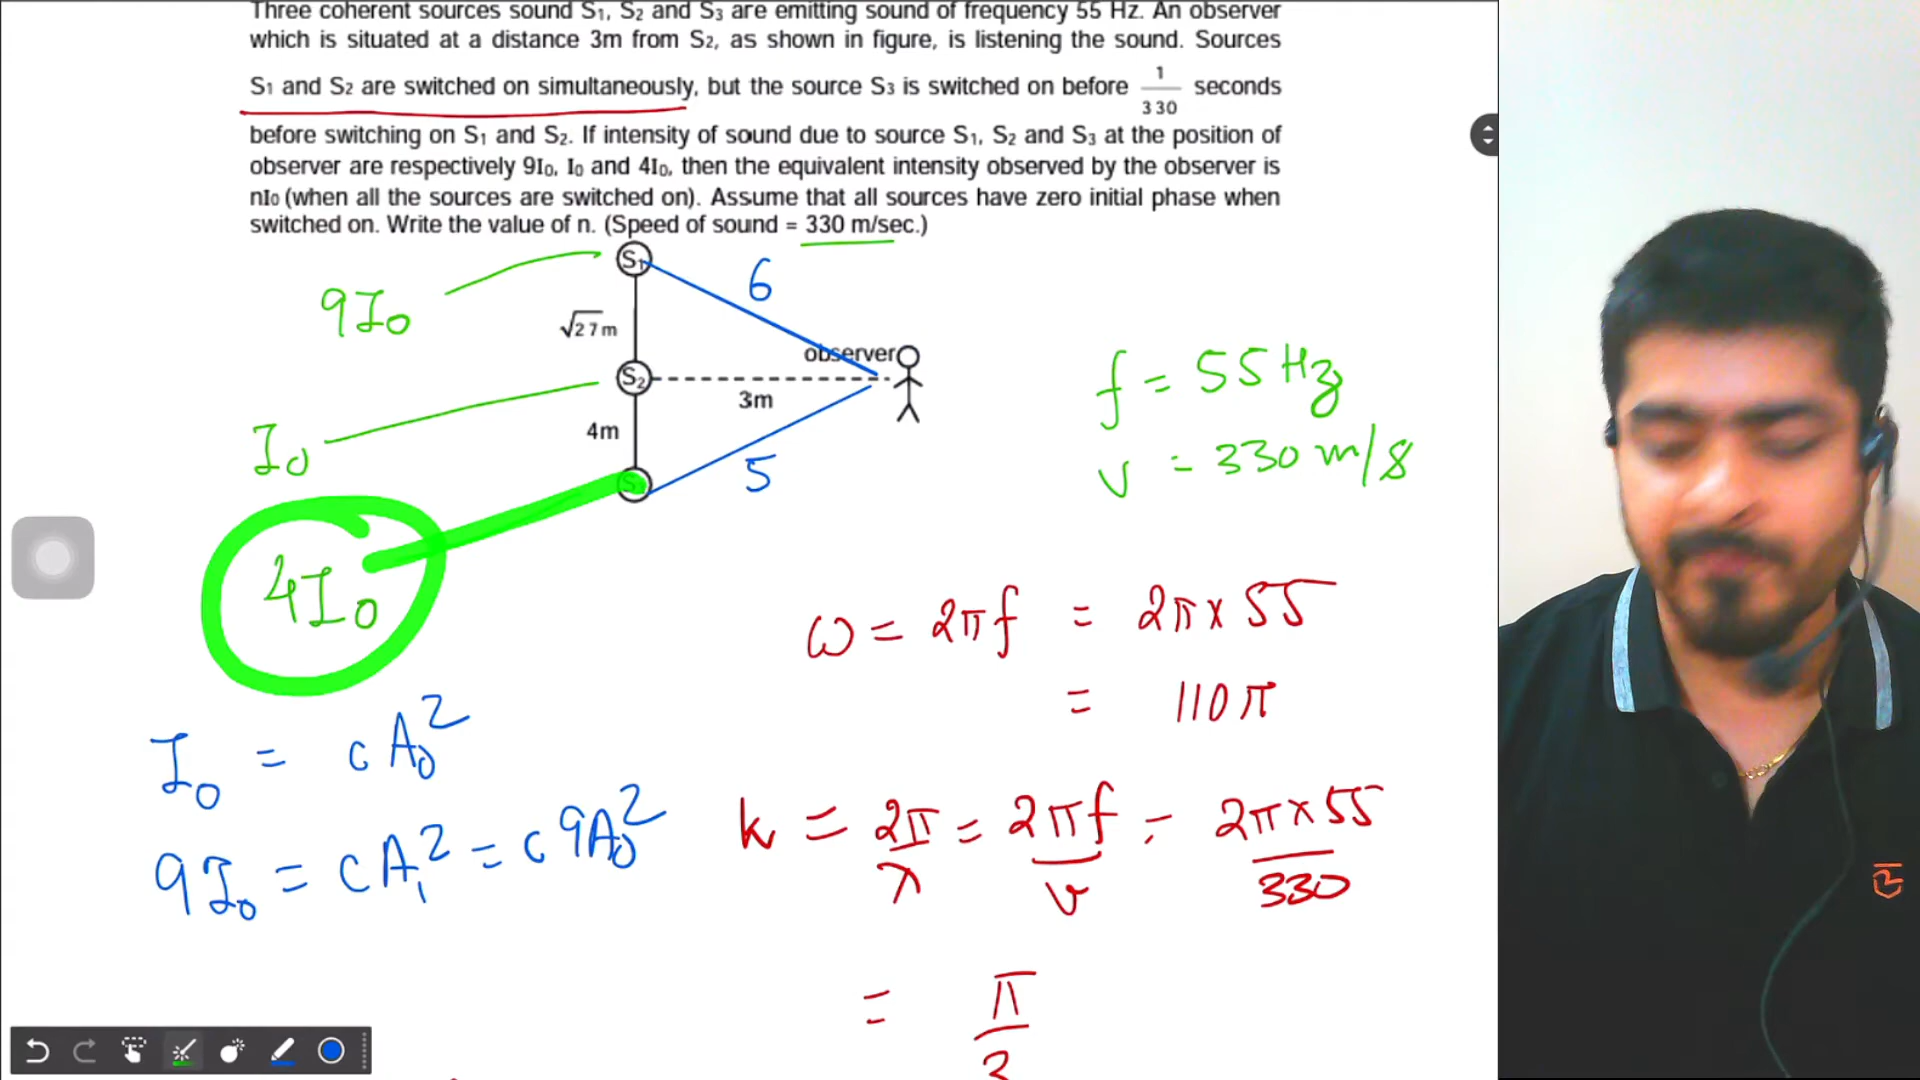 Three coherent sources sound S1, S2 and S3 are emitting sound of frequency 55 Hz. An observer
which is situated at a distance 3m from S2, as shown in figure, is listening the sound. Sources
S1 and S2 are switched on simultaneously, but the source S3 is switched on before 1/330 seconds
before switching on S1 and S2. If intensity of sound due to source S1, S2 and S3 at the position of
observer are respectively 9I0, I0 and 4I0, then the equivalent intensity observed by the observer is
nI0 (when all the sources are switched on). Assume that all sources have zero initial phase when
switched on. Write the value of n. (Speed of sound = 330 m/sec.)
S1
6
9I0
√27m
observer
f = 55Hz
S2
3m
4m
I0
v = 330 m/s
5
S3
4I0
ω = 2πf = 2π×55
= 110π
I0 = cA0²
k = 2π/λ = 2πf/v = 2π×55/330
9I0 = cA1² = c9A0²
= π/3